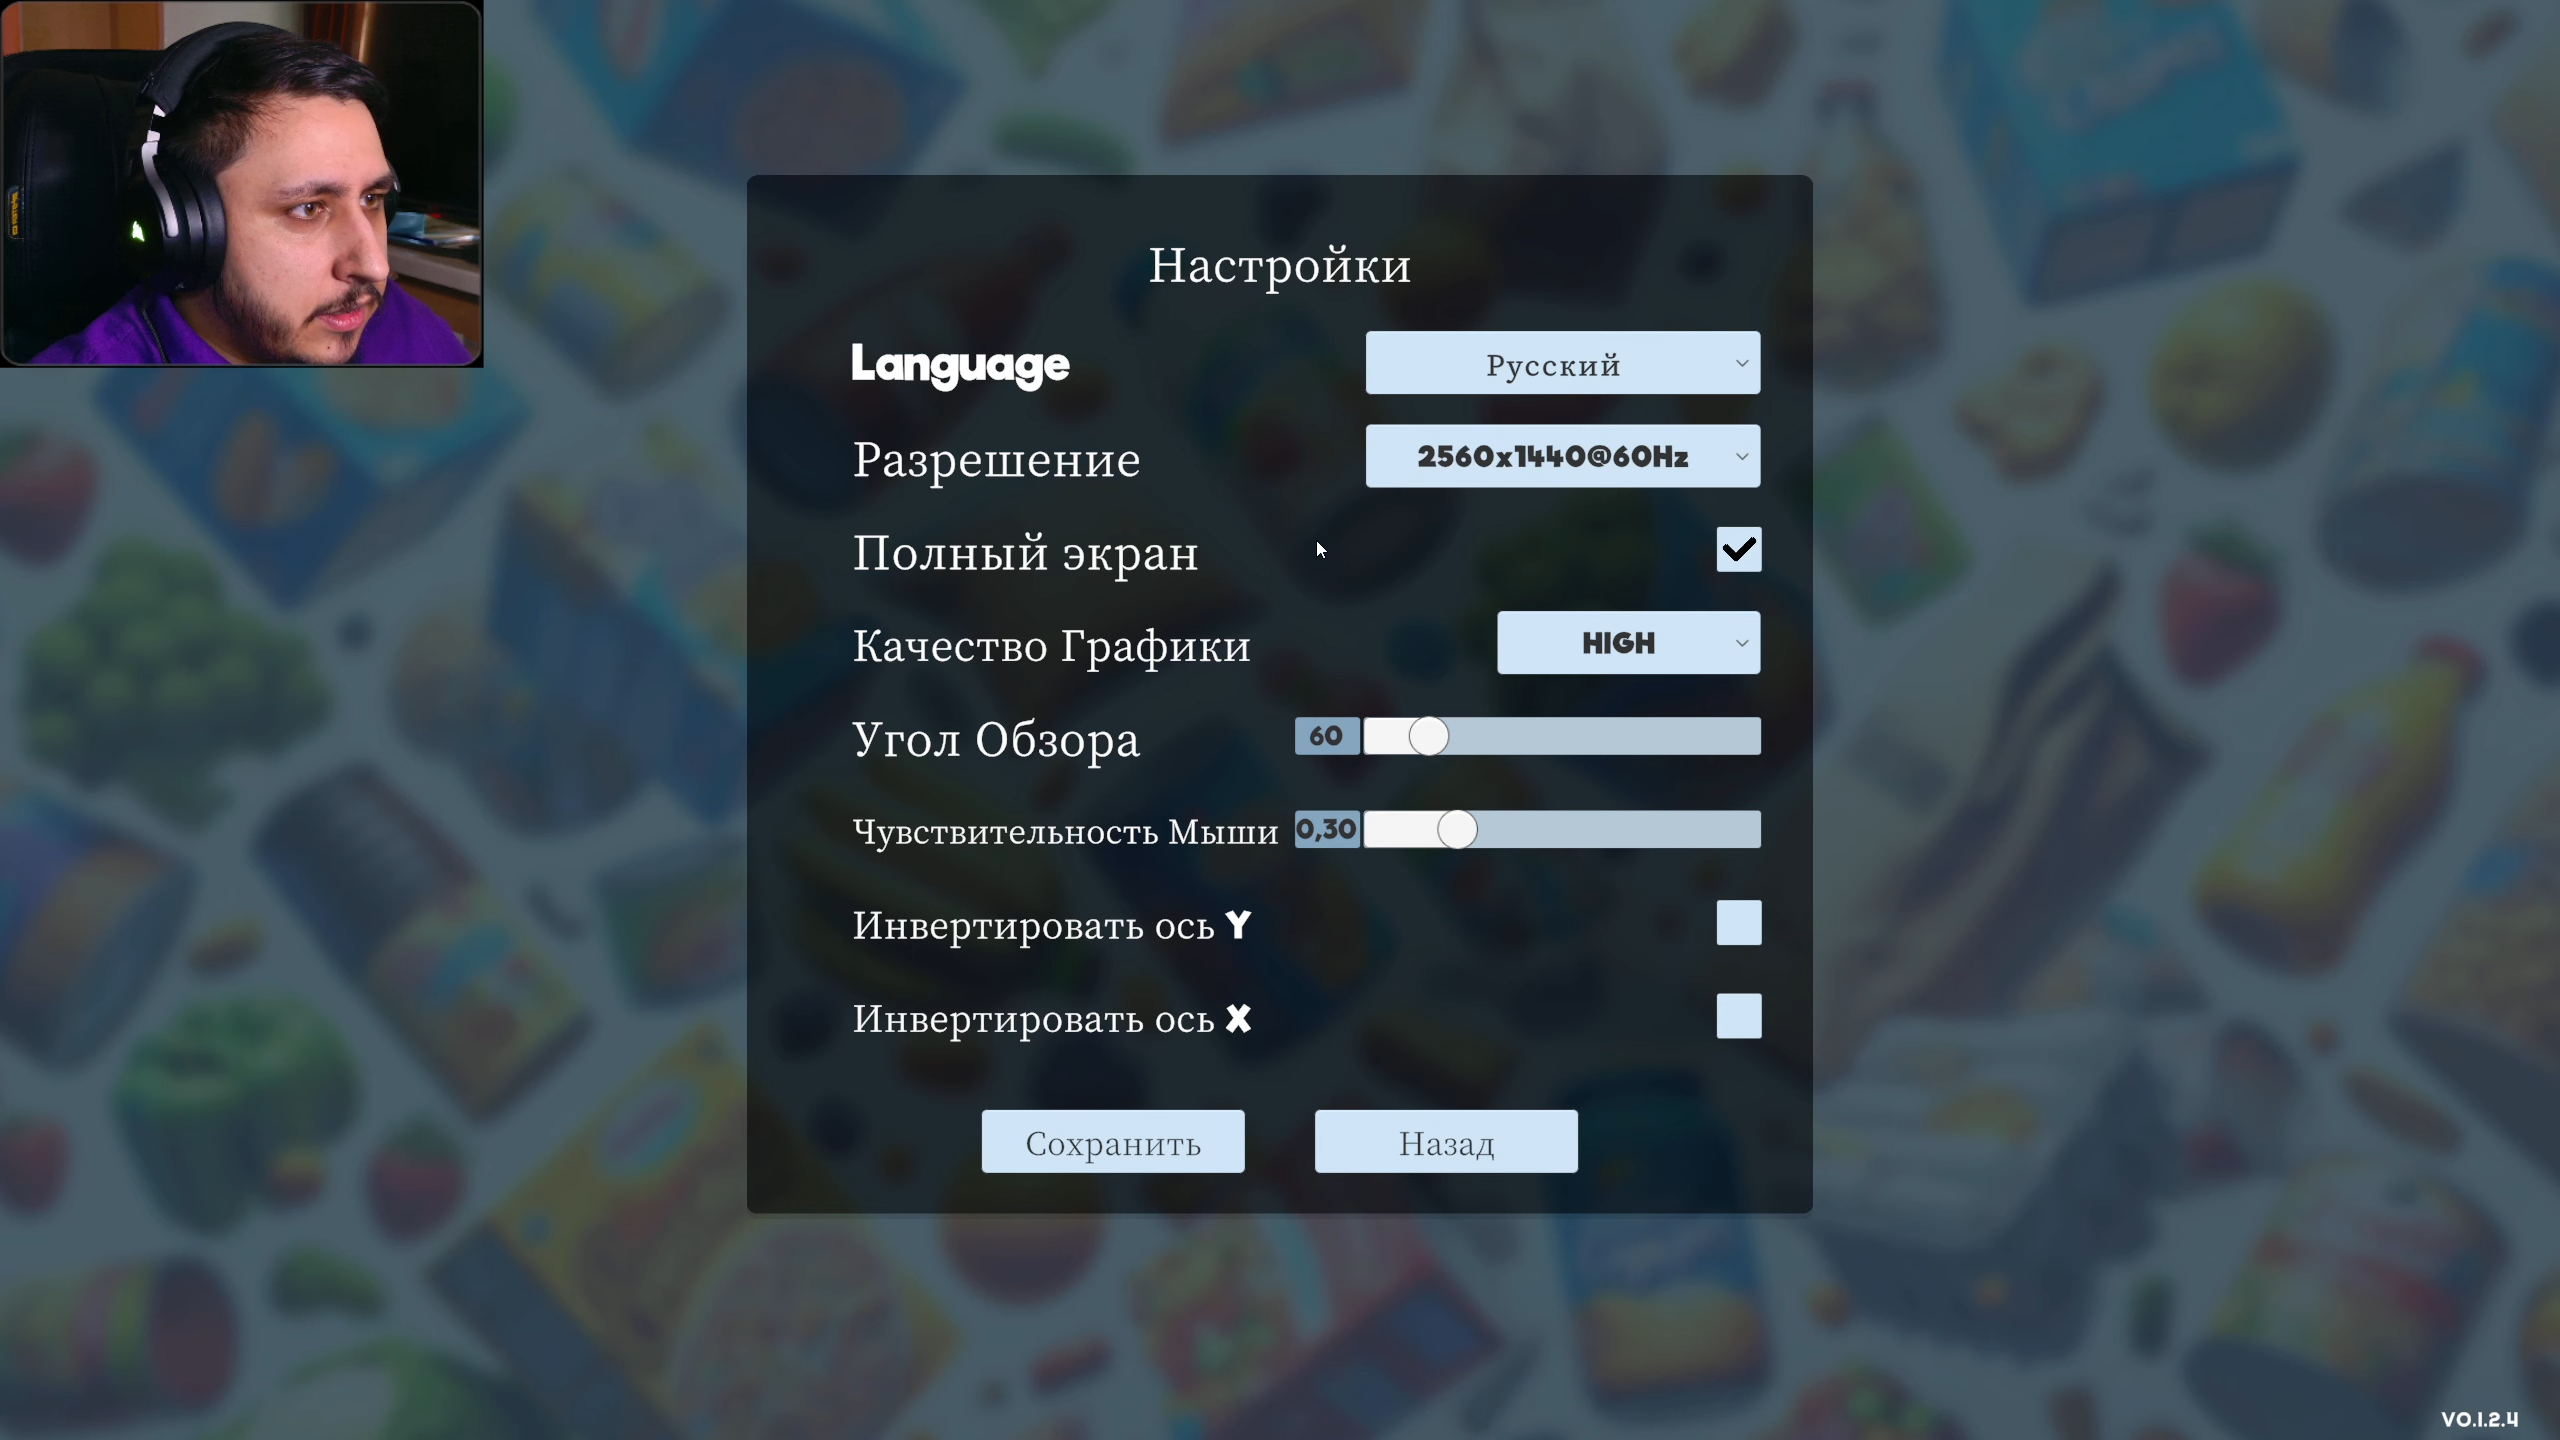 Настройки
Language
Русский
Разрешение
2560x1440@60Hz
Полный экран
Качество Графики
HIGH
Угол Обзора
60
Чувствительность Мыши
0,30
Инвертировать ось Y
Инвертировать ось X
Сохранить
Назад
V0.1.2.4